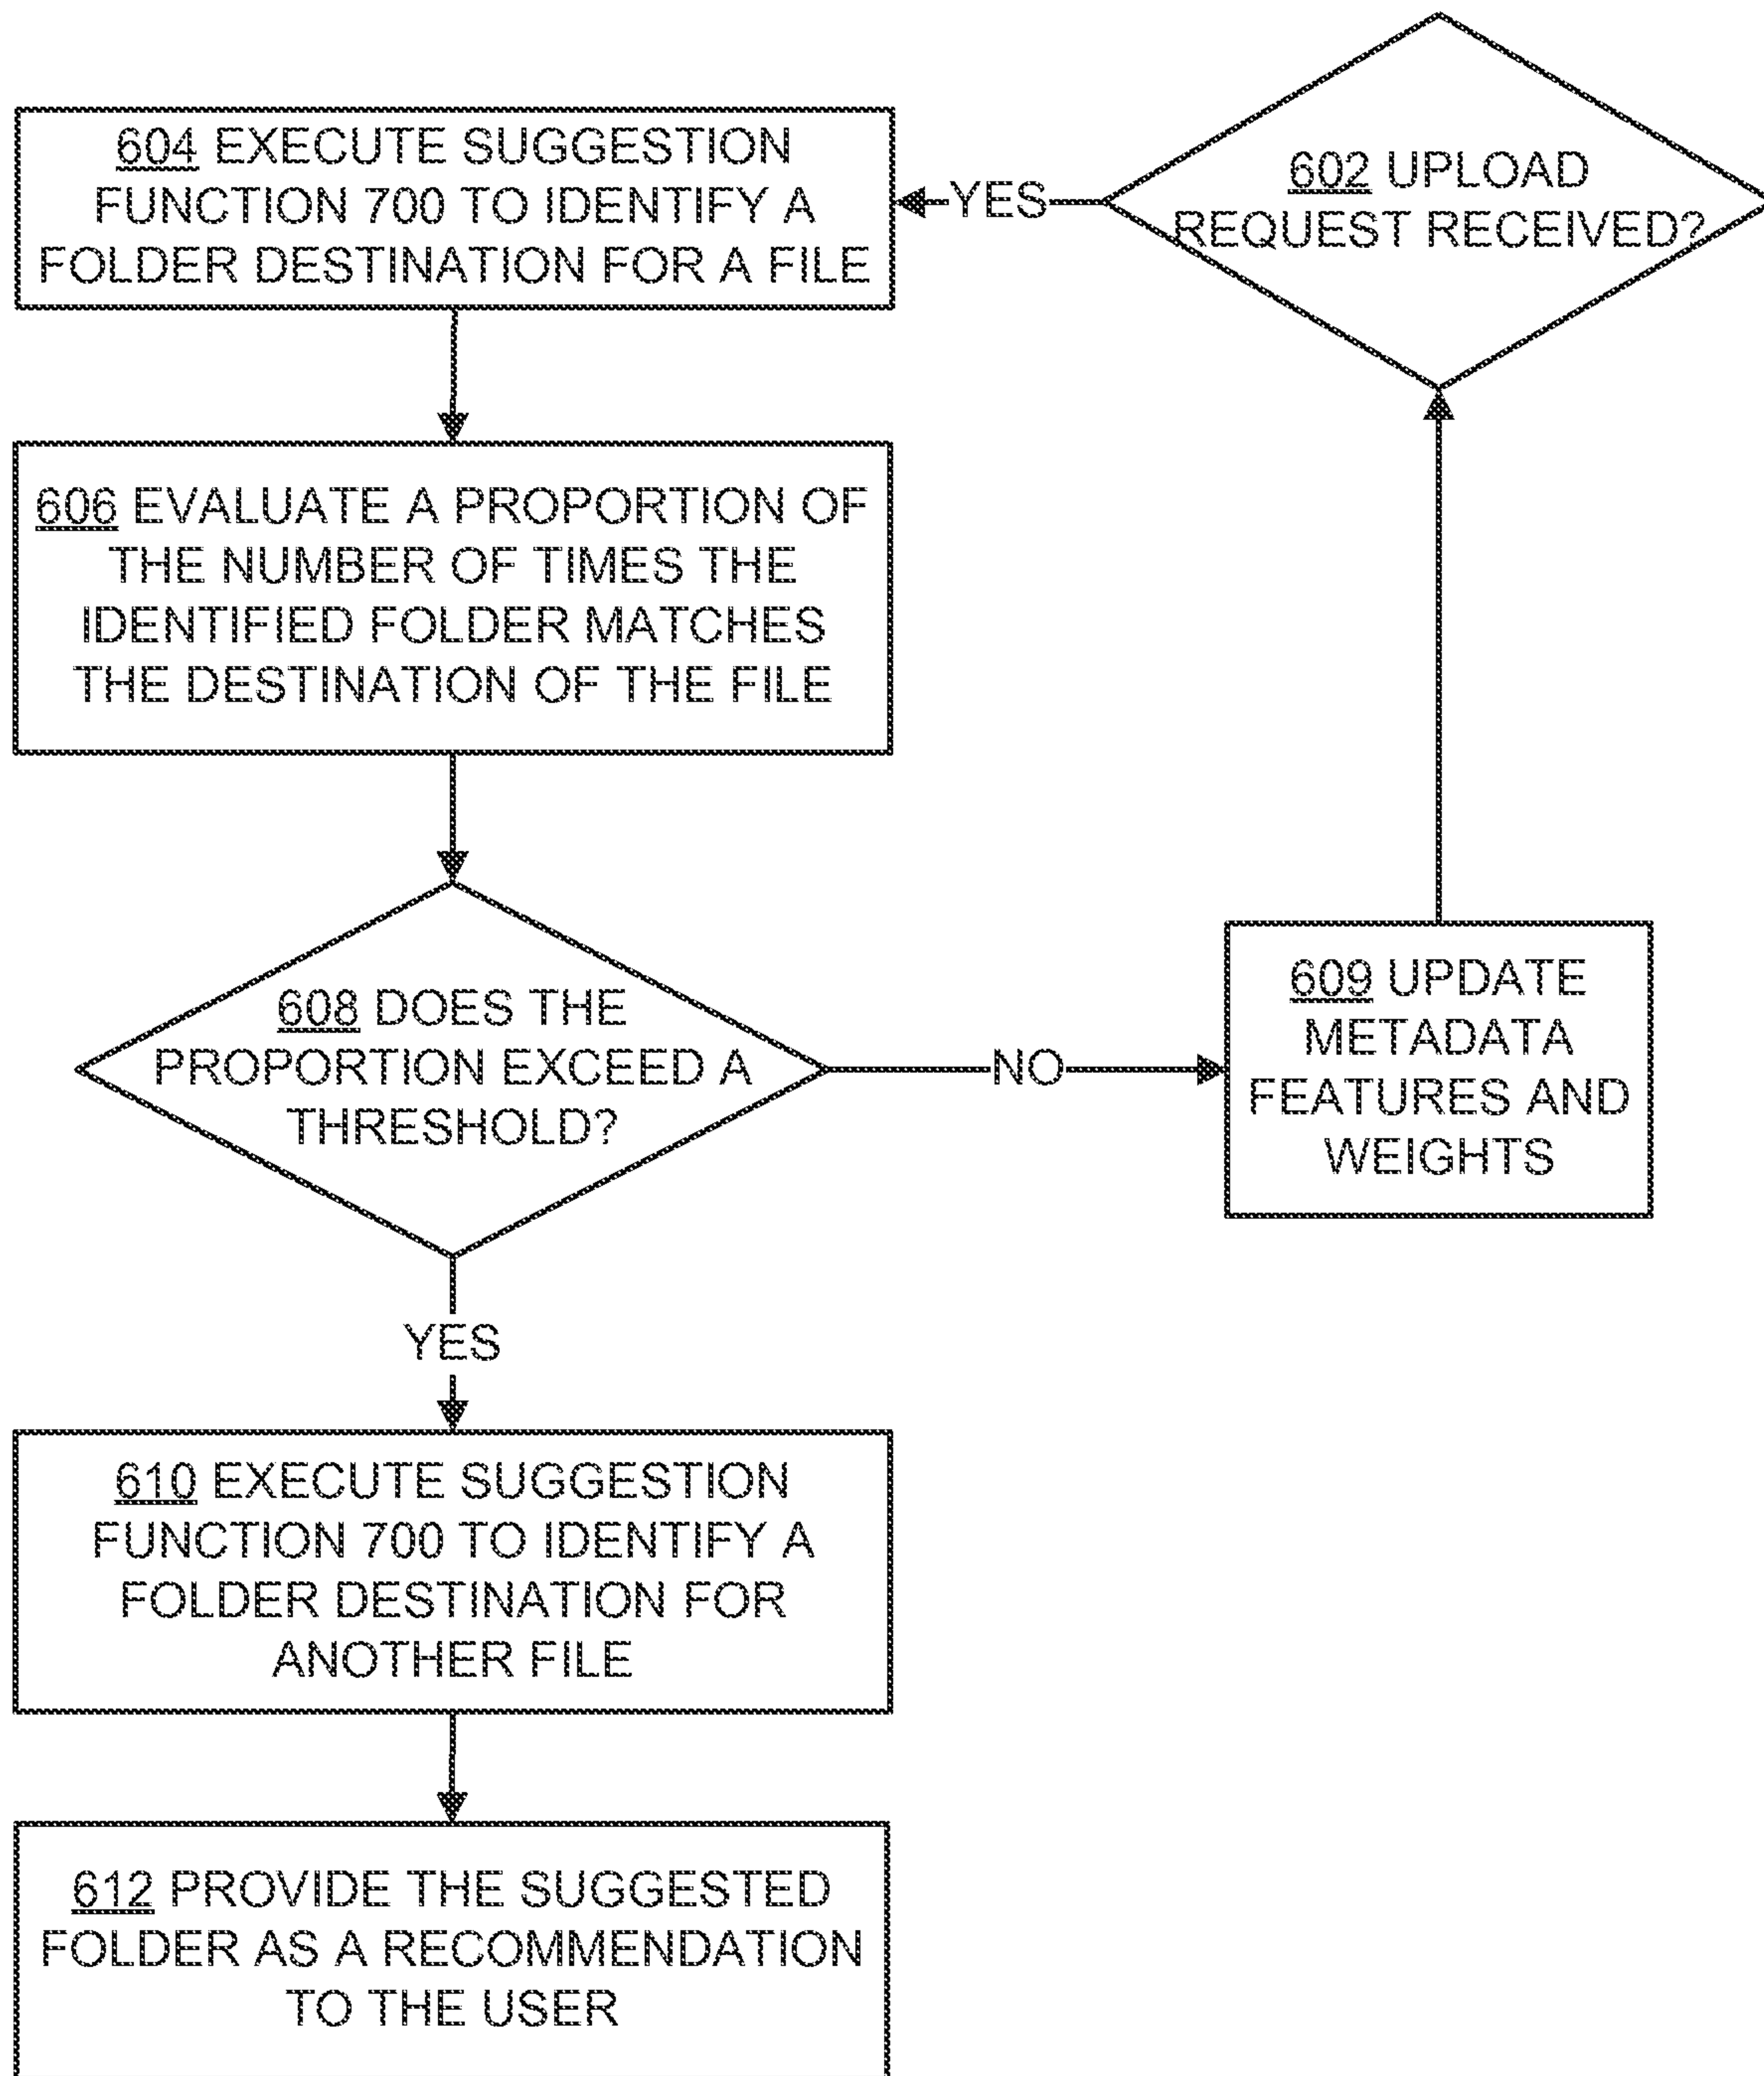 602 UPLOAD
REQUEST RECEIVED?
YES
604 EXECUTE SUGGESTION
FUNCTION 700 TO IDENTIFY A
FOLDER DESTINATION FOR A FILE
606 EVALUATE A PROPORTION OF
THE NUMBER OF TIMES THE
IDENTIFIED FOLDER MATCHES
THE DESTINATION OF THE FILE
608 DOES THE
PROPORTION EXCEED A
THRESHOLD?
NO
609 UPDATE
METADATA
FEATURES AND
WEIGHTS
YES
610 EXECUTE SUGGESTION
FUNCTION 700 TO IDENTIFY A
FOLDER DESTINATION FOR
ANOTHER FILE
612 PROVIDE THE SUGGESTED
FOLDER AS A RECOMMENDATION
TO THE USER